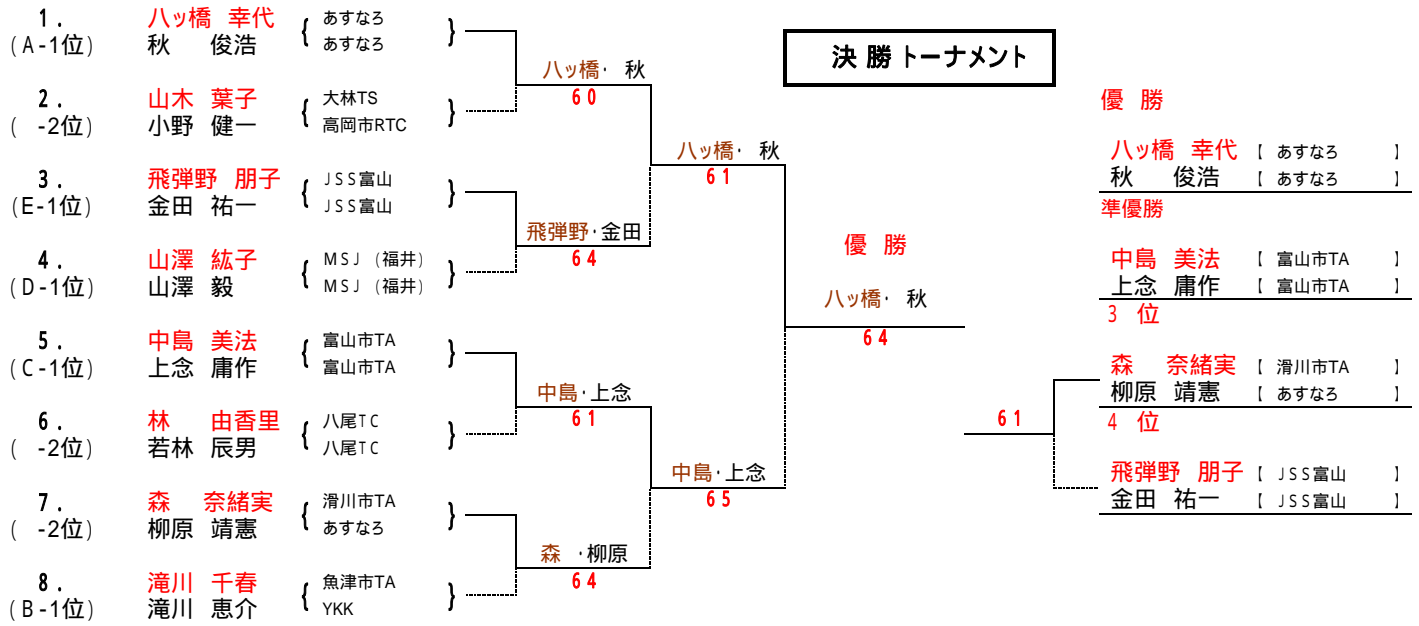 決 勝 トーナメント
1. 八ッ橋 幸代 { あすなろ }
(A-1位) 秋 俊浩 { あすなろ }
八ッ橋・ 秋
60
2. 山木 葉子 { 大林TS }
( -2位) 小野 健一 { 高岡市RTC }
八ッ橋・ 秋
61
3. 飛弾野 朋子 { JSS富山 }
(E-1位) 金田 祐一 { JSS富山 }
飛弾野・金田
64
4. 山澤 紘子 { MSJ (福井) }
(D-1位) 山澤 毅 { MSJ (福井) }
優 勝
八ッ橋・ 秋
64
5. 中島 美法 { 富山市TA }
(C-1位) 上念 庸作 { 富山市TA }
中島・上念
61
6. 林 由香里 { 八尾TC }
( -2位) 若林 辰男 { 八尾TC }
中島・上念
65
7. 森 奈緒実 { 滑川市TA }
( -2位) 柳原 靖憲 { あすなろ }
森 ・柳原
64
8. 滝川 千春 { 魚津市TA }
(B-1位) 滝川 恵介 { YKK }
優 勝
八ッ橋 幸代 【 あすなろ 】
秋 俊浩 【 あすなろ 】
準優勝
中島 美法 【 富山市TA 】
上念 庸作 【 富山市TA 】
3 位
森 奈緒実 【 滑川市TA 】
柳原 靖憲 【 あすなろ 】
61
4 位
飛弾野 朋子 【 JSS富山 】
金田 祐一 【 JSS富山 】